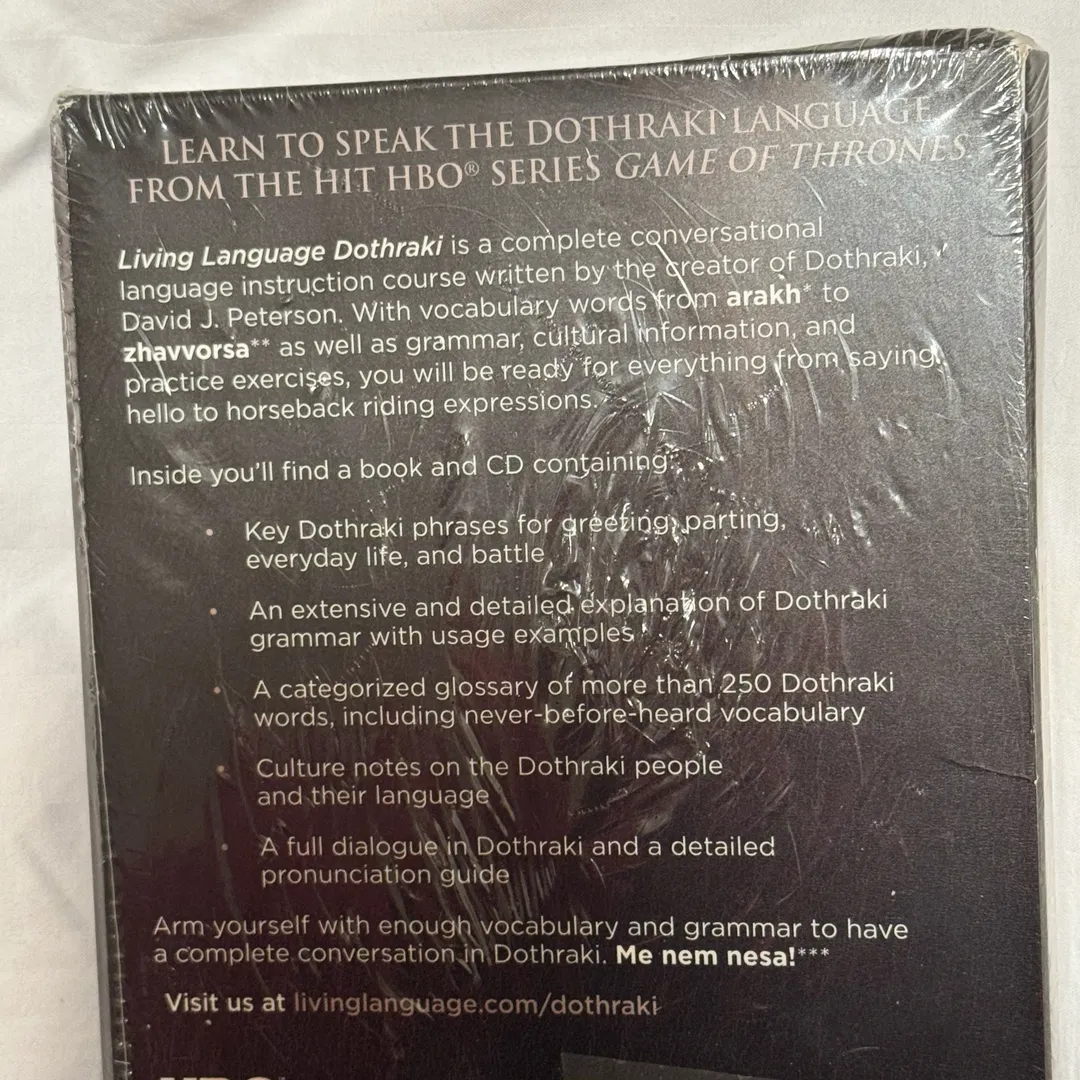 LEARN TO SPEAK THE DOTHRAKI LANGUAGE
FROM THE HIT HBO® SERIES GAME OF THRONES
Living Language Dothraki is a complete conversational
language instruction course written by the creator of Dothraki,
David J. Peterson. With vocabulary words from arakh* to
zhavvorsa** as well as grammar, cultural information, and
practice exercises, you will be ready for everything from saying
hello to horseback riding expressions.
Inside you'll find a book and CD containing:
• Key Dothraki phrases for greeting, parting,
everyday life, and battle
• An extensive and detailed explanation of Dothraki
grammar with usage examples
• A categorized glossary of more than 250 Dothraki
words, including never-before-heard vocabulary
• Culture notes on the Dothraki people
and their language
• A full dialogue in Dothraki and a detailed
pronunciation guide
Arm yourself with enough vocabulary and grammar to have
a complete conversation in Dothraki. Me nem nesa!***
Visit us at livinglanguage.com/dothraki